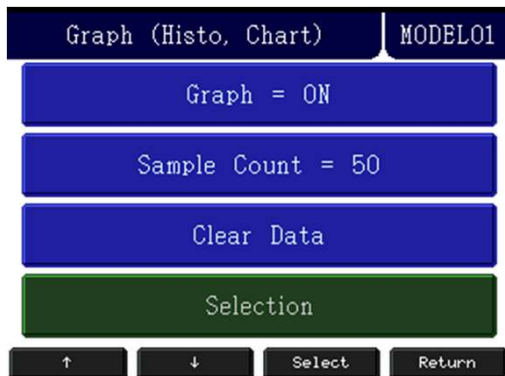 Graph (Histo, Chart) MODEL01
Graph = ON
Sample Count = 50
Clear Data
Selection
↑ ↓ Select Return